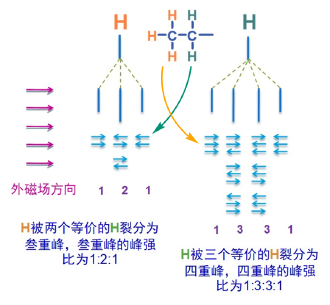 H
H H
H-C-C-
H H
H
外磁场方向
1 2 1
1 3 3 1
H被两个等价的H裂分为
叁重峰，叁重峰的峰强
比为1:2:1
H被三个等价的H裂分为
四重峰，四重峰的峰强
比为1:3:3:1